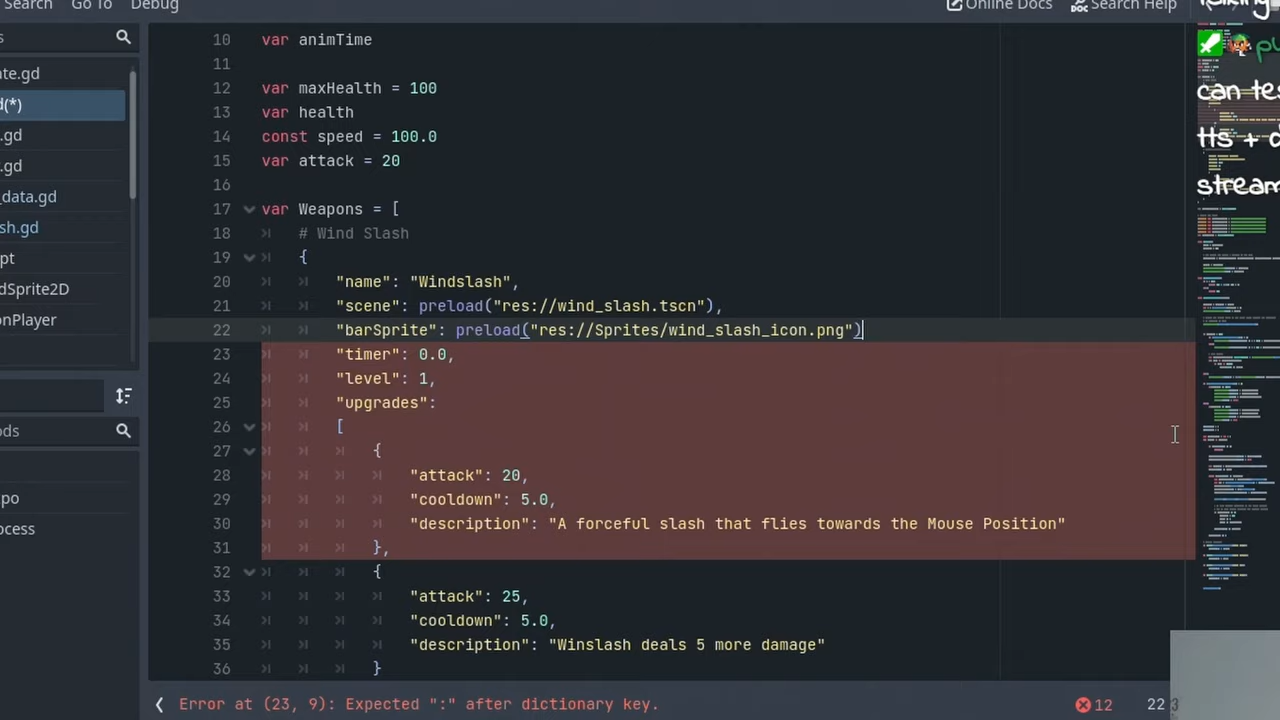 Search Go To Debug Online Docs Search Help
s
ate.gd
d(*)
.gd
.gd
_data.gd
sh.gd
pt
dSprite2D
onPlayer
ods
po
ocess
10 var animTime
11
12 var maxHealth = 100
13 var health
14 const speed = 100.0
15 var attack = 20
16
17 var Weapons = [
18 # Wind Slash
19 {
20 "name": "Windslash",
21 "scene": preload("res://wind_slash.tscn"),
22 "barSprite": preload("res://Sprites/wind_slash_icon.png")
23 "timer": 0.0,
24 "level": 1,
25 "upgrades":
26 [
27 {
28 "attack": 20,
29 "cooldown": 5.0,
30 "description": "A forceful slash that flies towards the Mouse Position"
31 },
32 {
33 "attack": 25,
34 "cooldown": 5.0,
35 "description": "Winslash deals 5 more damage"
36 }
Error at (23, 9): Expected ":" after dictionary key.
12 22
can tes
stream